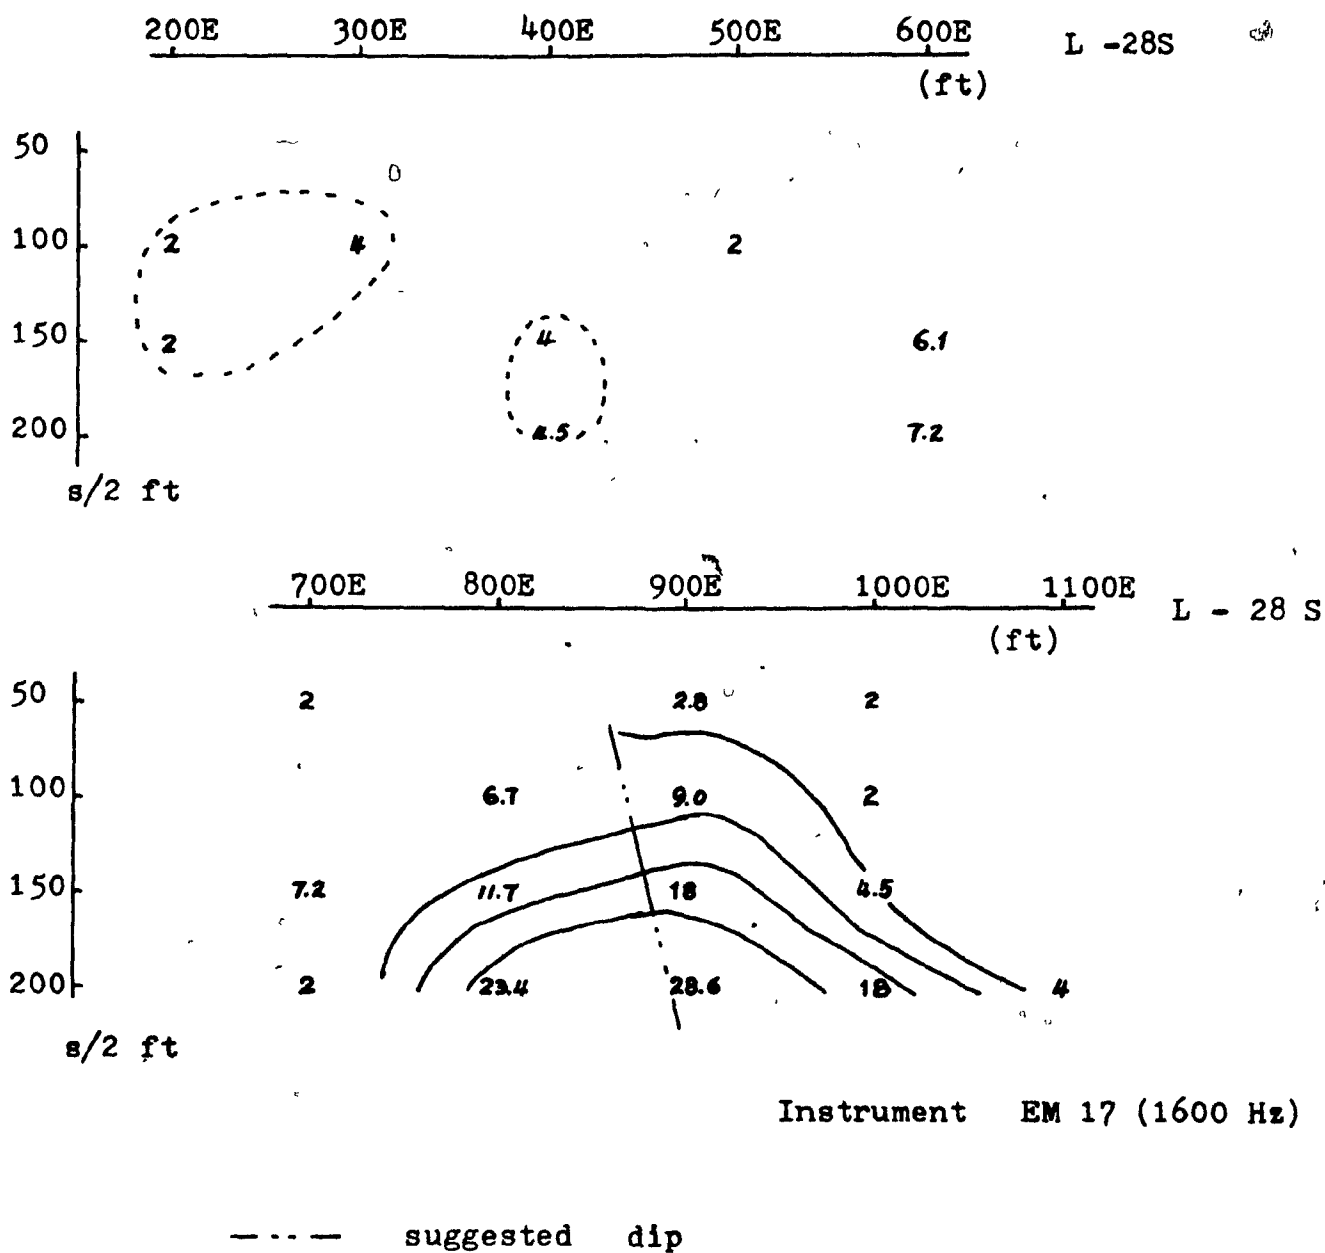 200E 300E 400E 500E 600E L -28S
(ft)
50
100 2 4 2
150 2 4 6.1
200 4.5 7.2
s/2 ft
700E 800E 900E 1000E 1100E L - 28 S
(ft)
50 2 2.8 2
100 6.7 9.0 2
150 7.2 11.7 18 4.5
200 2 23.4 28.6 18 4
s/2 ft
Instrument EM 17 (1600 Hz)
suggested dip